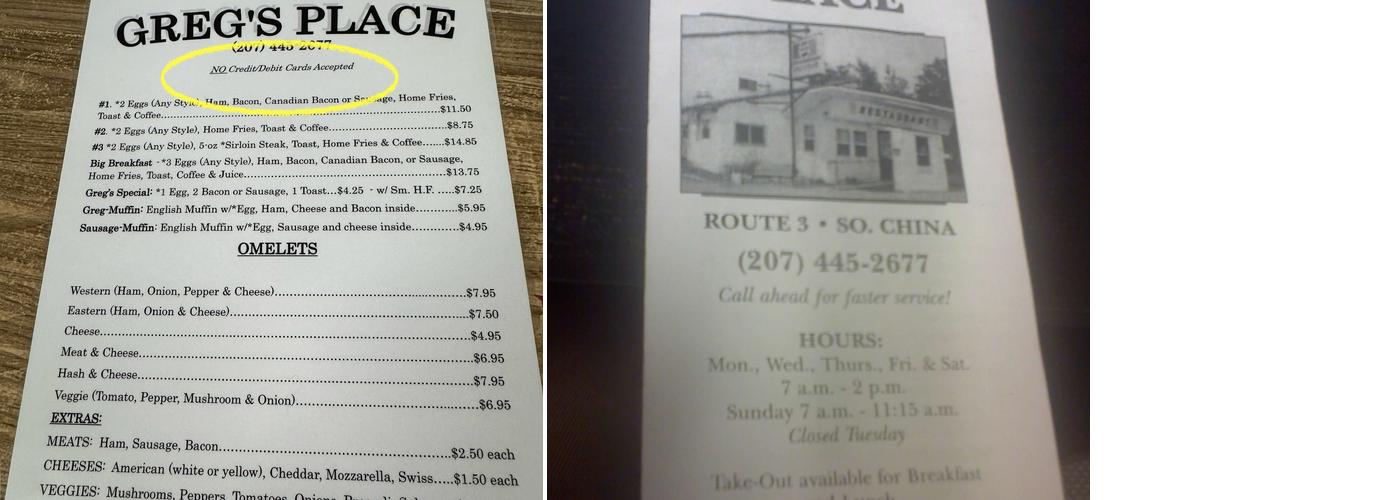 GREG'S PLACE
(207) 445-2677
NO Credit/Debit Cards Accepted
#1. *2 Eggs (Any Style), Ham, Bacon, Canadian Bacon or Sausage, Home Fries,
Toast & Coffee..........$11.50
#2. *2 Eggs (Any Style), Home Fries, Toast & Coffee..........$8.75
#3 *2 Eggs (Any Style), 5-oz *Sirloin Steak, Toast, Home Fries & Coffee.......$14.85
Big Breakfast - *3 Eggs (Any Style), Ham, Bacon, Canadian Bacon, or Sausage,
Home Fries, Toast, Coffee & Juice..........$13.75
Greg's Special: *1 Egg, 2 Bacon or Sausage, 1 Toast...$4.25 - w/ Sm. H.F. .....$7.25
Greg-Muffin: English Muffin w/*Egg, Ham, Cheese and Bacon inside..........$5.95
Sausage-Muffin: English Muffin w/*Egg, Sausage and cheese inside..........$4.95
OMELETS
Western (Ham, Onion, Pepper & Cheese)..........$7.95
Eastern (Ham, Onion & Cheese)..........$7.50
Cheese..........$4.95
Meat & Cheese..........$6.95
Hash & Cheese..........$7.95
Veggie (Tomato, Pepper, Mushroom & Onion)..........$6.95
EXTRAS:
MEATS: Ham, Sausage, Bacon..........$2.50 each
CHEESES: American (white or yellow), Cheddar, Mozzarella, Swiss.....$1.50 each
VEGGIES: Mushrooms, Peppers, Tomatoes, Onions,
RESTAURANT
ROUTE 3 • SO. CHINA
(207) 445-2677
Call ahead for faster service!
HOURS:
Mon., Wed., Thurs., Fri. & Sat.
7 a.m. - 2 p.m.
Sunday 7 a.m. - 11:15 a.m.
Closed Tuesday
Take-Out available for Breakfast